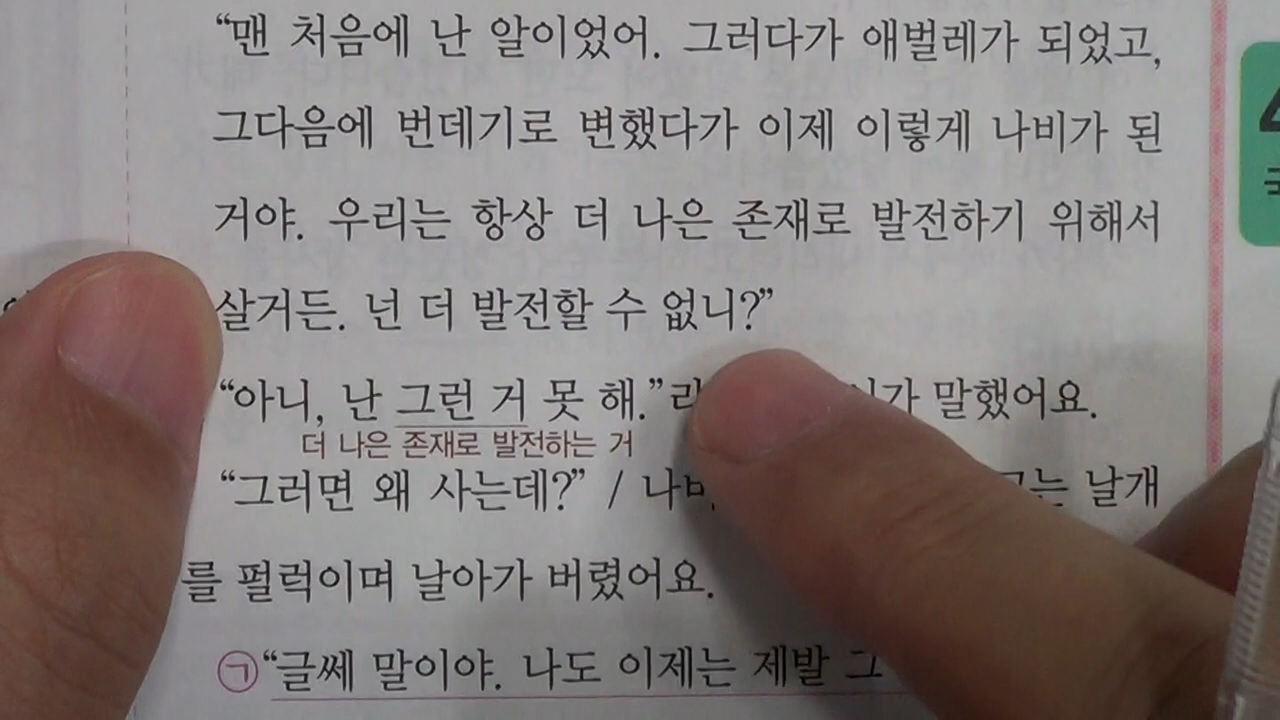 “맨 처음에 난 알이었어. 그러다가 애벌레가 되었고,
그다음에 번데기로 변했다가 이제 이렇게 나비가 된
거야. 우리는 항상 더 나은 존재로 발전하기 위해서
살거든. 넌 더 발전할 수 없니?”
“아니, 난 그런 거 못 해.” 말했어요.
더 나은 존재로 발전하는 거
“그러면 왜 사는데?” / 날개
를 펄럭이며 날아가 버렸어요.
㉠ “글쎄 말이야. 나도 이제는 제발 그